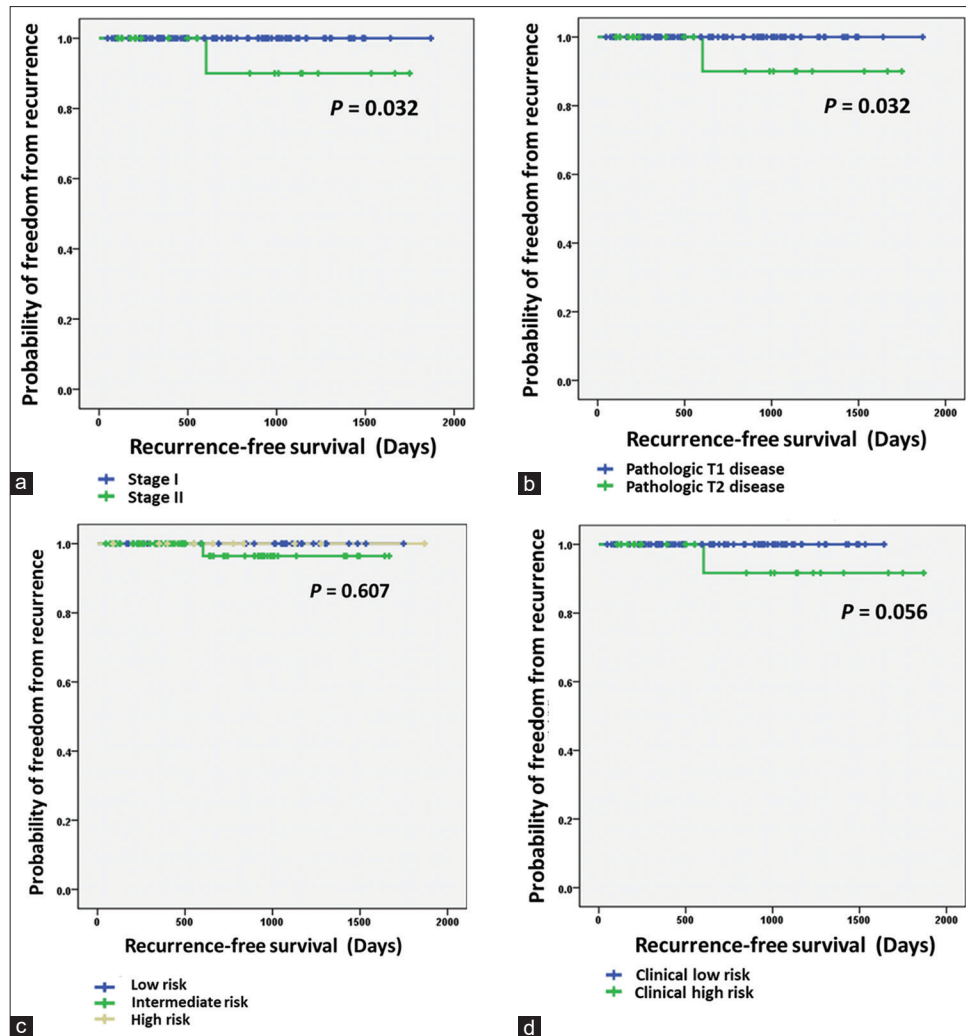 Probability of freedom from recurrence
1.0
0.8
0.6
0.4
0.2
0.0
P = 0.032
0 500 1000 1500 2000
Recurrence-free survival (Days)
Stage I
Stage II
a
Probability of freedom from recurrence
1.0
0.8
0.6
0.4
0.2
0.0
P = 0.032
0 500 1000 1500 2000
Recurrence-free survival (Days)
Pathologic T1 disease
Pathologic T2 disease
b
Probability of freedom from recurrence
1.0
0.8
0.6
0.4
0.2
0.0
P = 0.607
0 500 1000 1500 2000
Recurrence-free survival (Days)
Low risk
Intermediate risk
High risk
c
Probability of freedom from recurrence
1.0
0.8
0.6
0.4
0.2
0.0
P = 0.056
0 500 1000 1500 2000
Recurrence-free survival (Days)
Clinical low risk
Clinical high risk
d